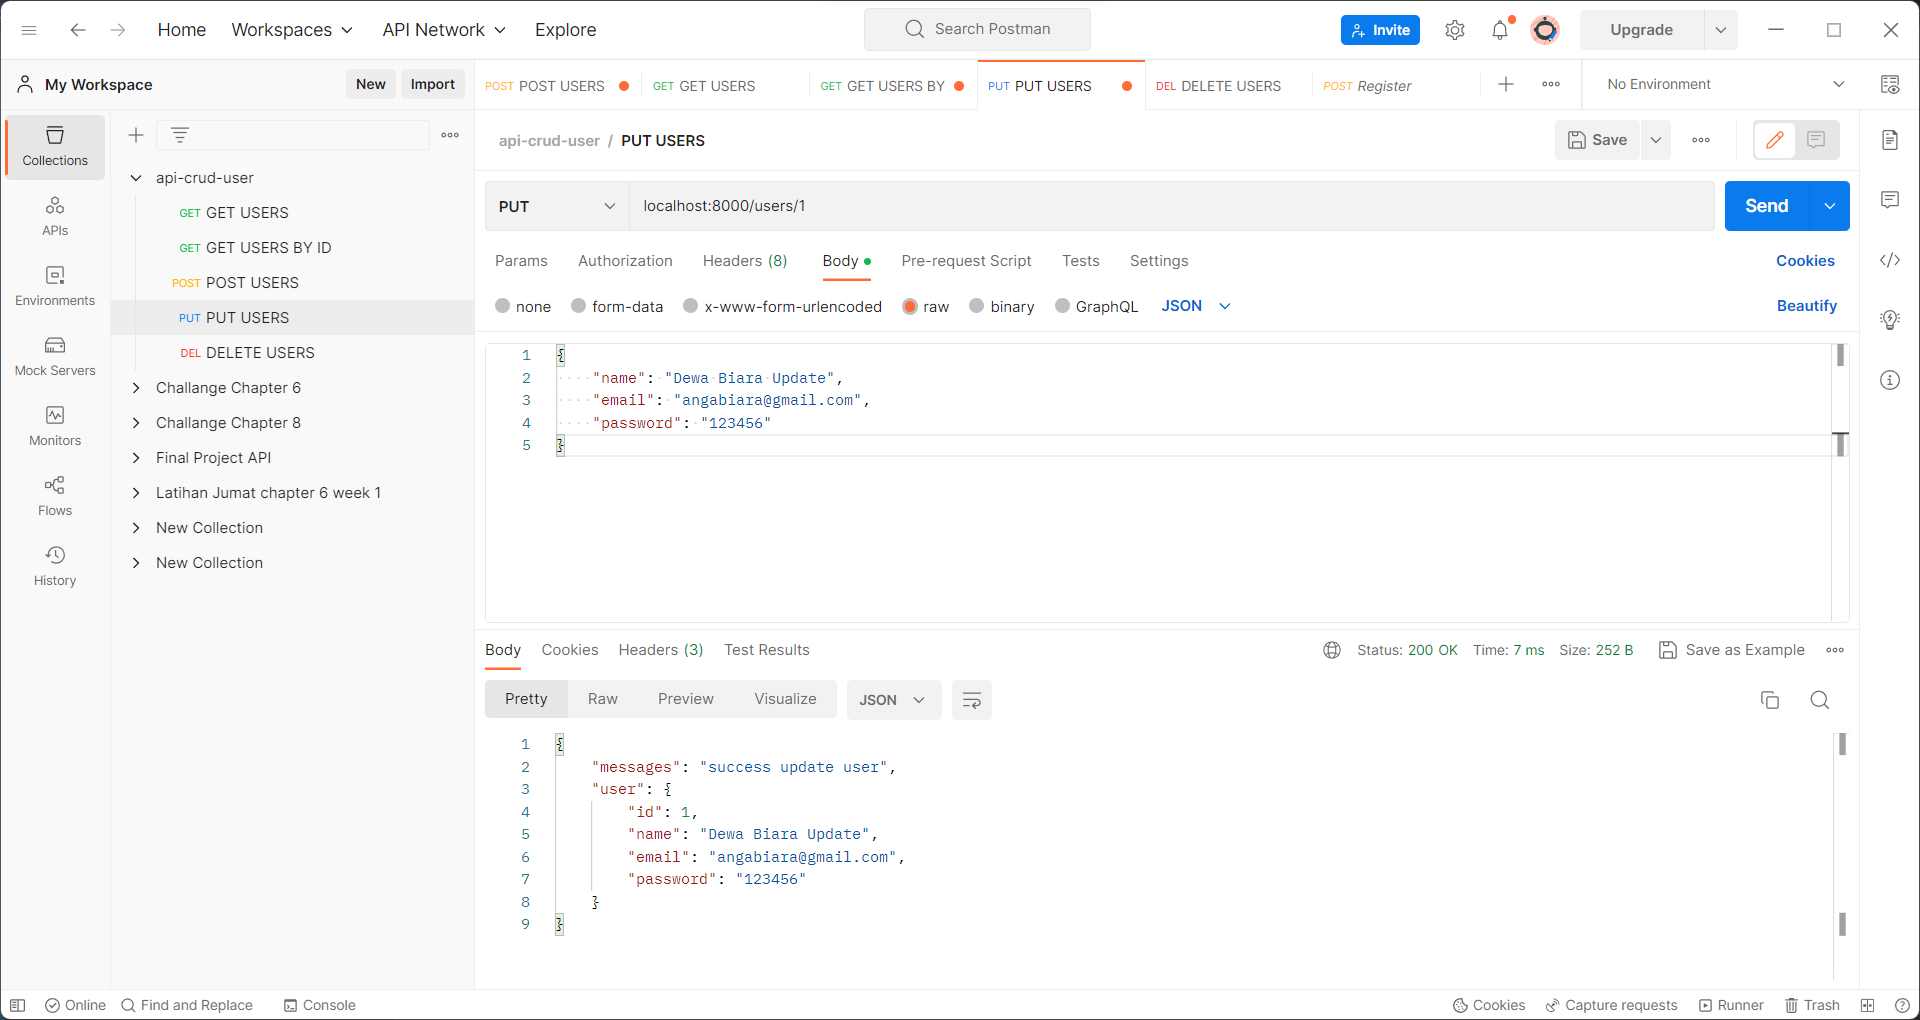 Home Workspaces API Network Explore Search Postman Invite Upgrade
My Workspace New Import
POST POST USERS GET GET USERS GET GET USERS BY PUT PUT USERS DEL DELETE USERS POST Register No Environment
Collections
APIs
Environments
Mock Servers
Monitors
Flows
History
api-crud-user
GET GET USERS
GET GET USERS BY ID
POST POST USERS
PUT PUT USERS
DEL DELETE USERS
Challange Chapter 6
Challange Chapter 8
Final Project API
Latihan Jumat chapter 6 week 1
New Collection
New Collection
api-crud-user / PUT USERS Save
PUT localhost:8000/users/1 Send
Params Authorization Headers (8) Body Pre-request Script Tests Settings Cookies
none form-data x-www-form-urlencoded raw binary GraphQL JSON Beautify
1 {
2 "name": "Dewa Biara Update",
3 "email": "angabiara@gmail.com",
4 "password": "123456"
5 }
Body Cookies Headers (3) Test Results Status: 200 OK Time: 7 ms Size: 252 B Save as Example
Pretty Raw Preview Visualize JSON
1 {
2 "messages": "success update user",
3 "user": {
4 "id": 1,
5 "name": "Dewa Biara Update",
6 "email": "angabiara@gmail.com",
7 "password": "123456"
8 }
9 }
Online Find and Replace Console Cookies Capture requests Runner Trash